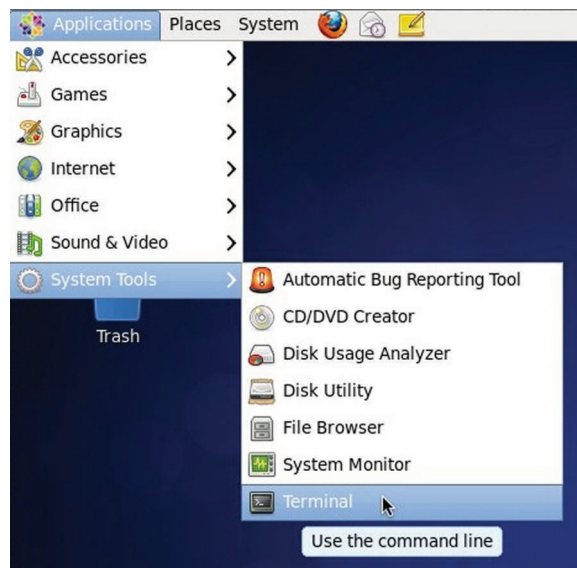 Applications Places System
Accessories
Games
Graphics
Internet
Office
Sound & Video
System Tools
Automatic Bug Reporting Tool
CD/DVD Creator
Disk Usage Analyzer
Disk Utility
File Browser
System Monitor
Terminal
Use the command line
Trash